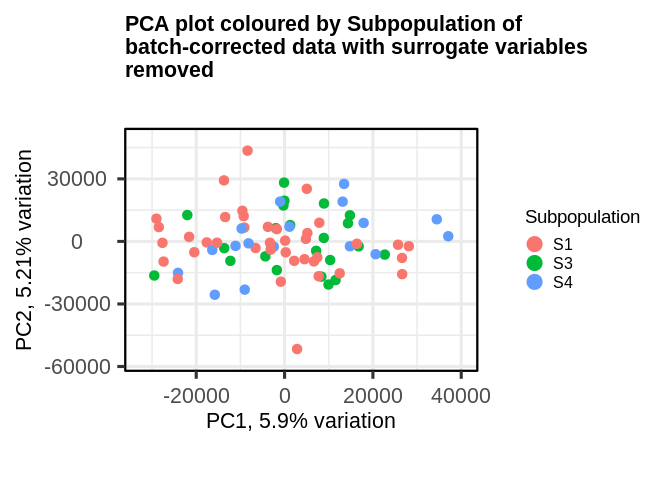 PCA plot coloured by Subpopulation of
batch-corrected data with surrogate variables
removed
30000
0
-30000
-60000
PC2, 5.21% variation
-20000 0 20000 40000
PC1, 5.9% variation
Subpopulation
S1
S3
S4